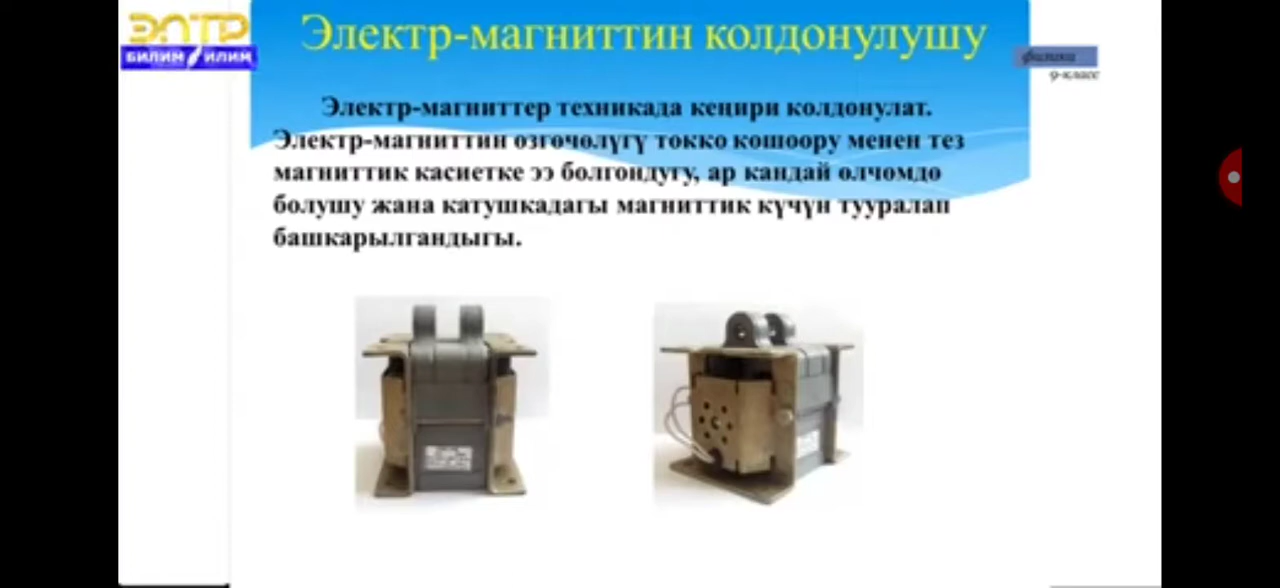 ЭЛТР
БИЛИМ ИЛИМ
Электр-магниттин колдонулушу
физика
9-класс
Электр-магниттер техникада кеңири колдонулат.
Электр-магниттин өзгөчөлүгү токко кошоору менен тез
магниттик касиетке ээ болгондугу, ар кандай өлчөмдө
болушу жана катушкадагы магниттик күчүн тууралап
башкарылгандыгы.